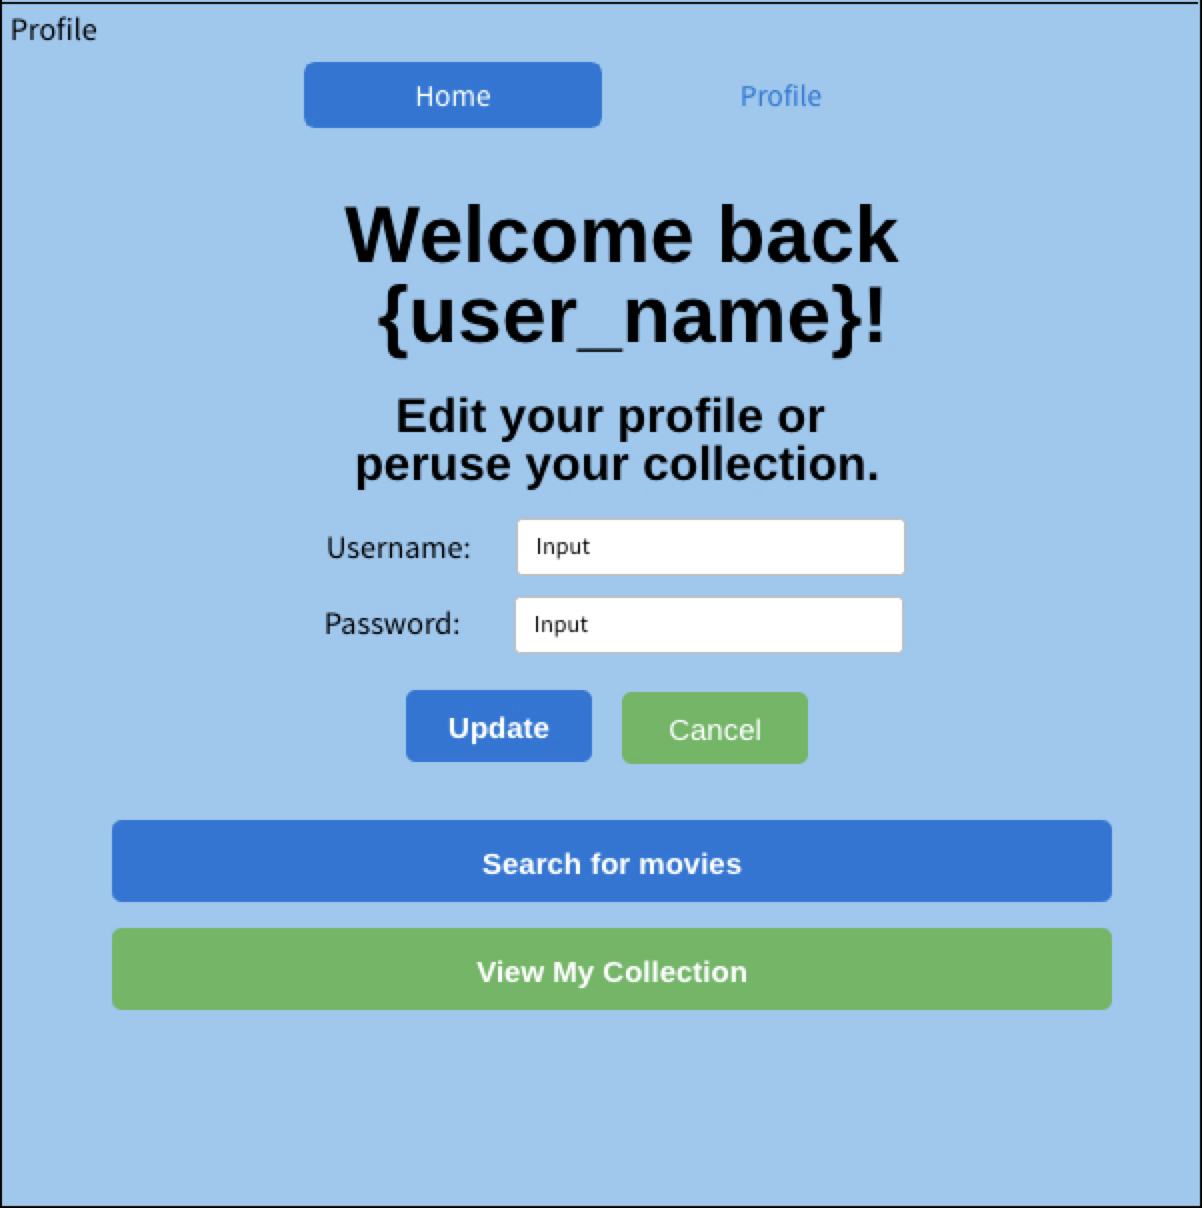 Profile
Home Profile
Welcome back
{user_name}!
Edit your profile or
peruse your collection.
Username: Input
Password: Input
Update Cancel
Search for movies
View My Collection